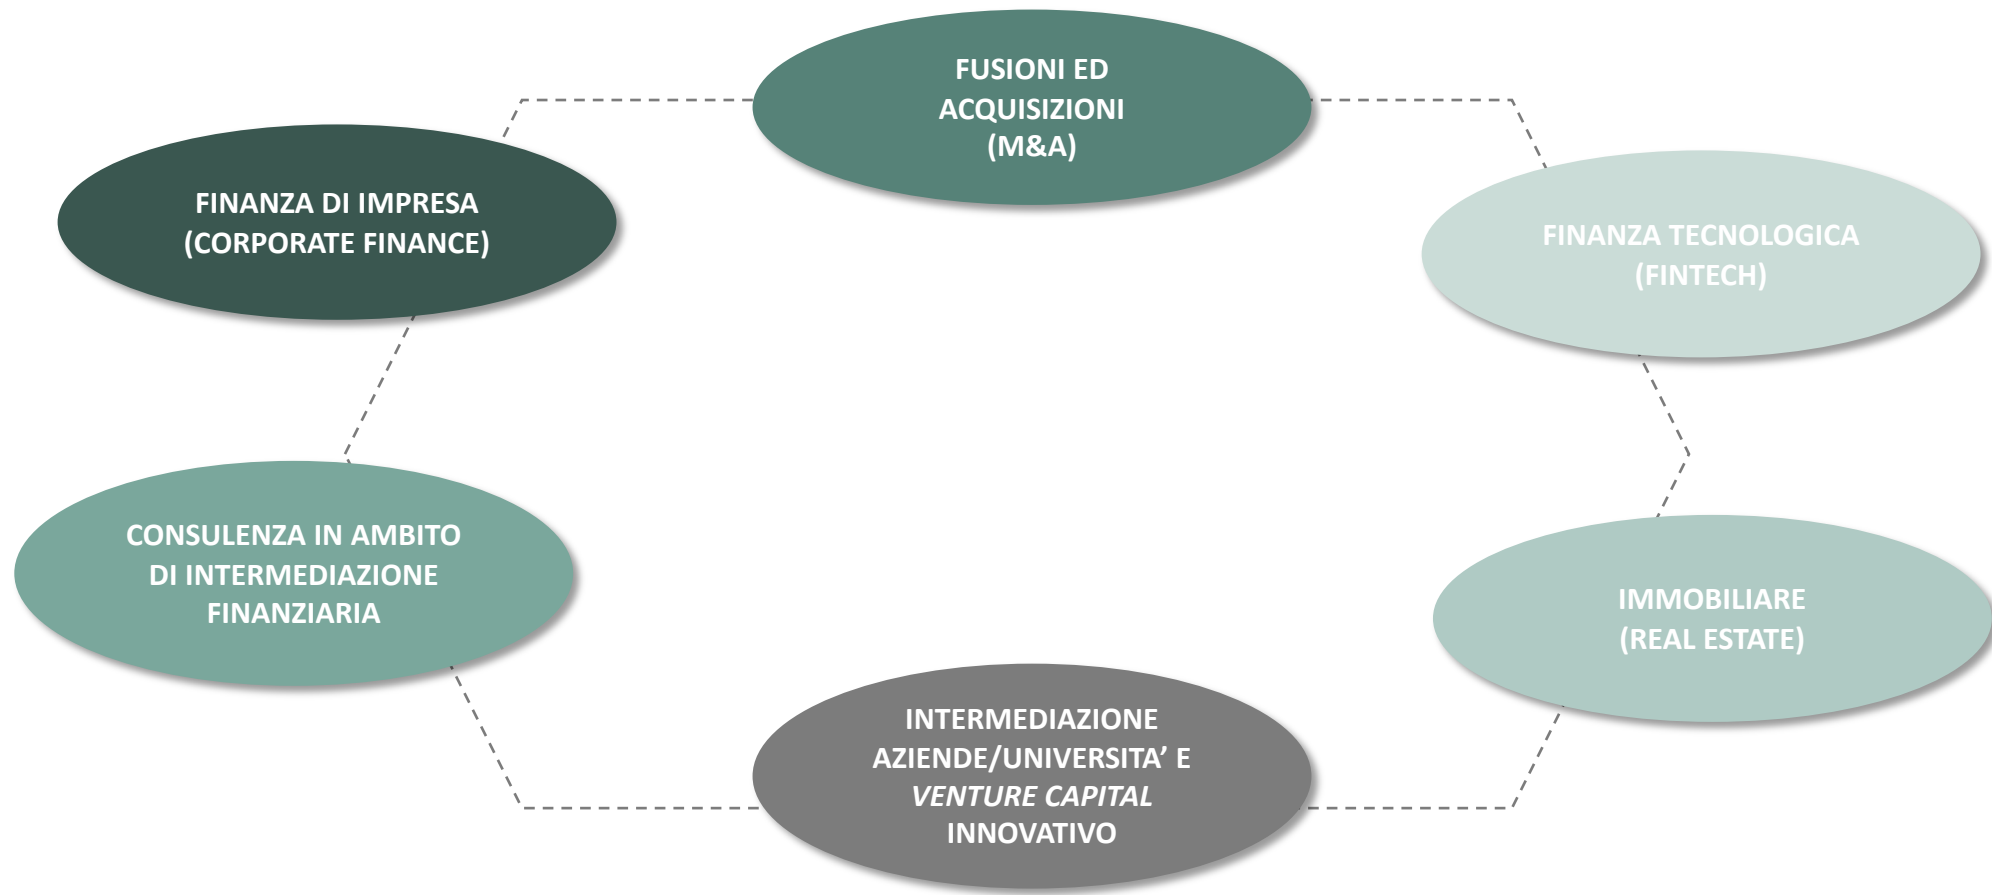 FUSIONI ED
ACQUISIZIONI
(M&A)
FINANZA DI IMPRESA
(CORPORATE FINANCE)
FINANZA TECNOLOGICA
(FINTECH)
CONSULENZA IN AMBITO
DI INTERMEDIAZIONE
FINANZIARIA
IMMOBILIARE
(REAL ESTATE)
INTERMEDIAZIONE
AZIENDE/UNIVERSITA’ E
VENTURE CAPITAL
INNOVATIVO